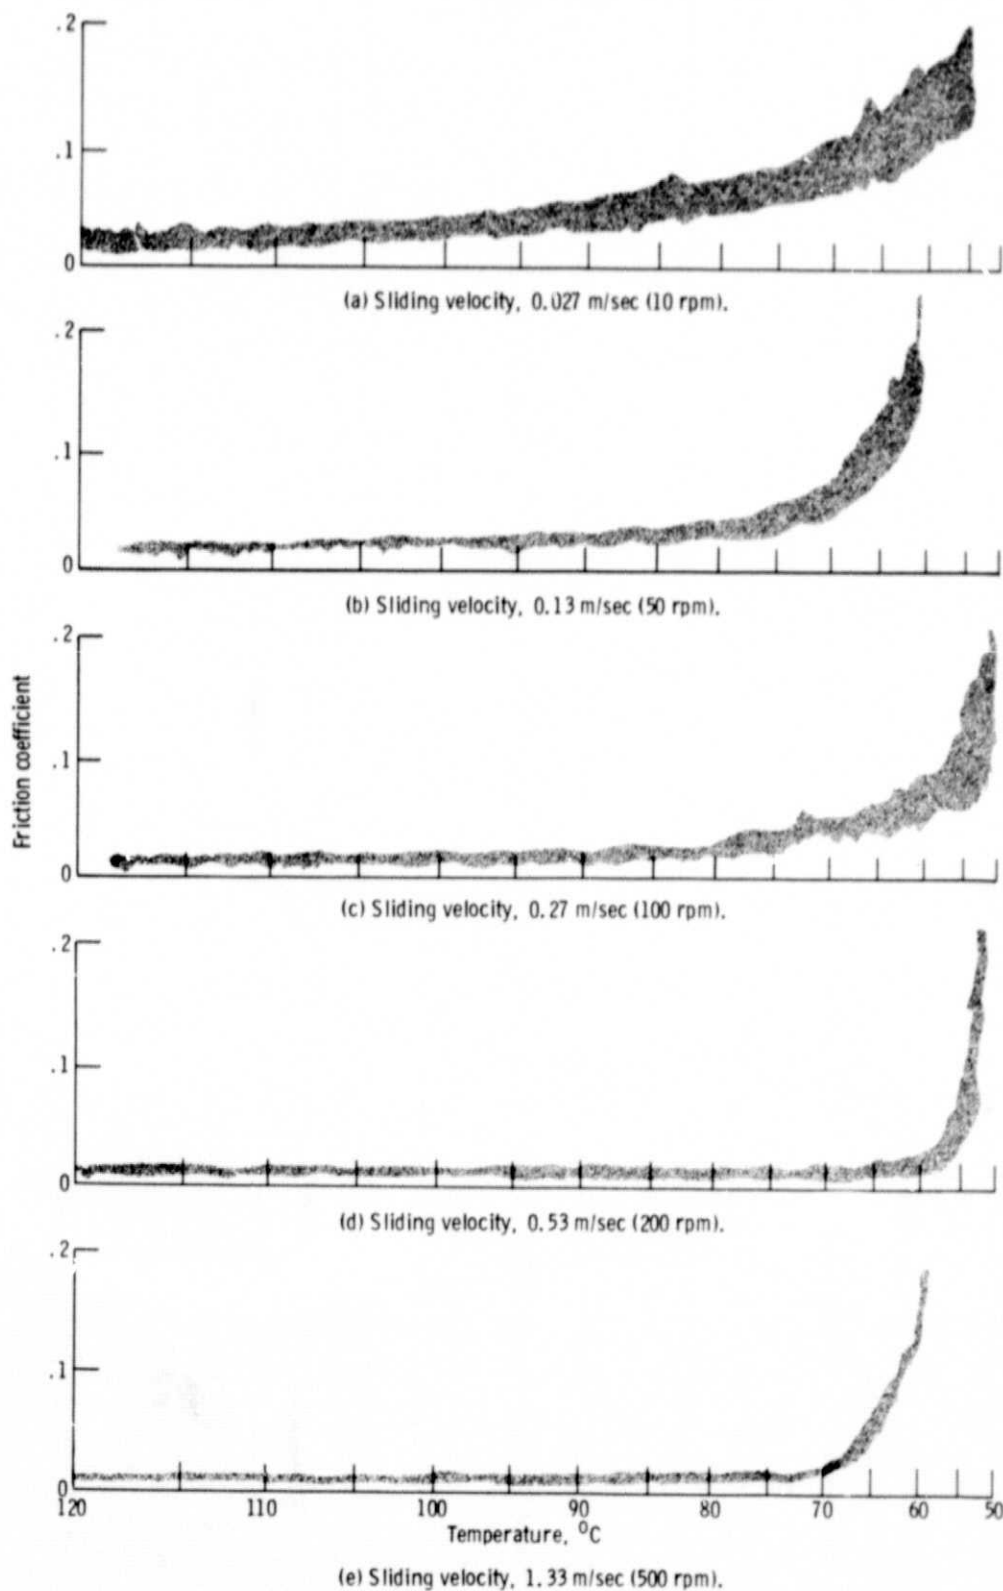 .2
.1
0
(a) Sliding velocity, 0.027 m/sec (10 rpm).
.2
.1
0
(b) Sliding velocity, 0.13 m/sec (50 rpm).
.2
.1
0
(c) Sliding velocity, 0.27 m/sec (100 rpm).
Friction coefficient
.2
.1
0
(d) Sliding velocity, 0.53 m/sec (200 rpm).
.2
.1
0
120 110 100 90 80 70 60 50
Temperature, °C
(e) Sliding velocity, 1.33 m/sec (500 rpm).